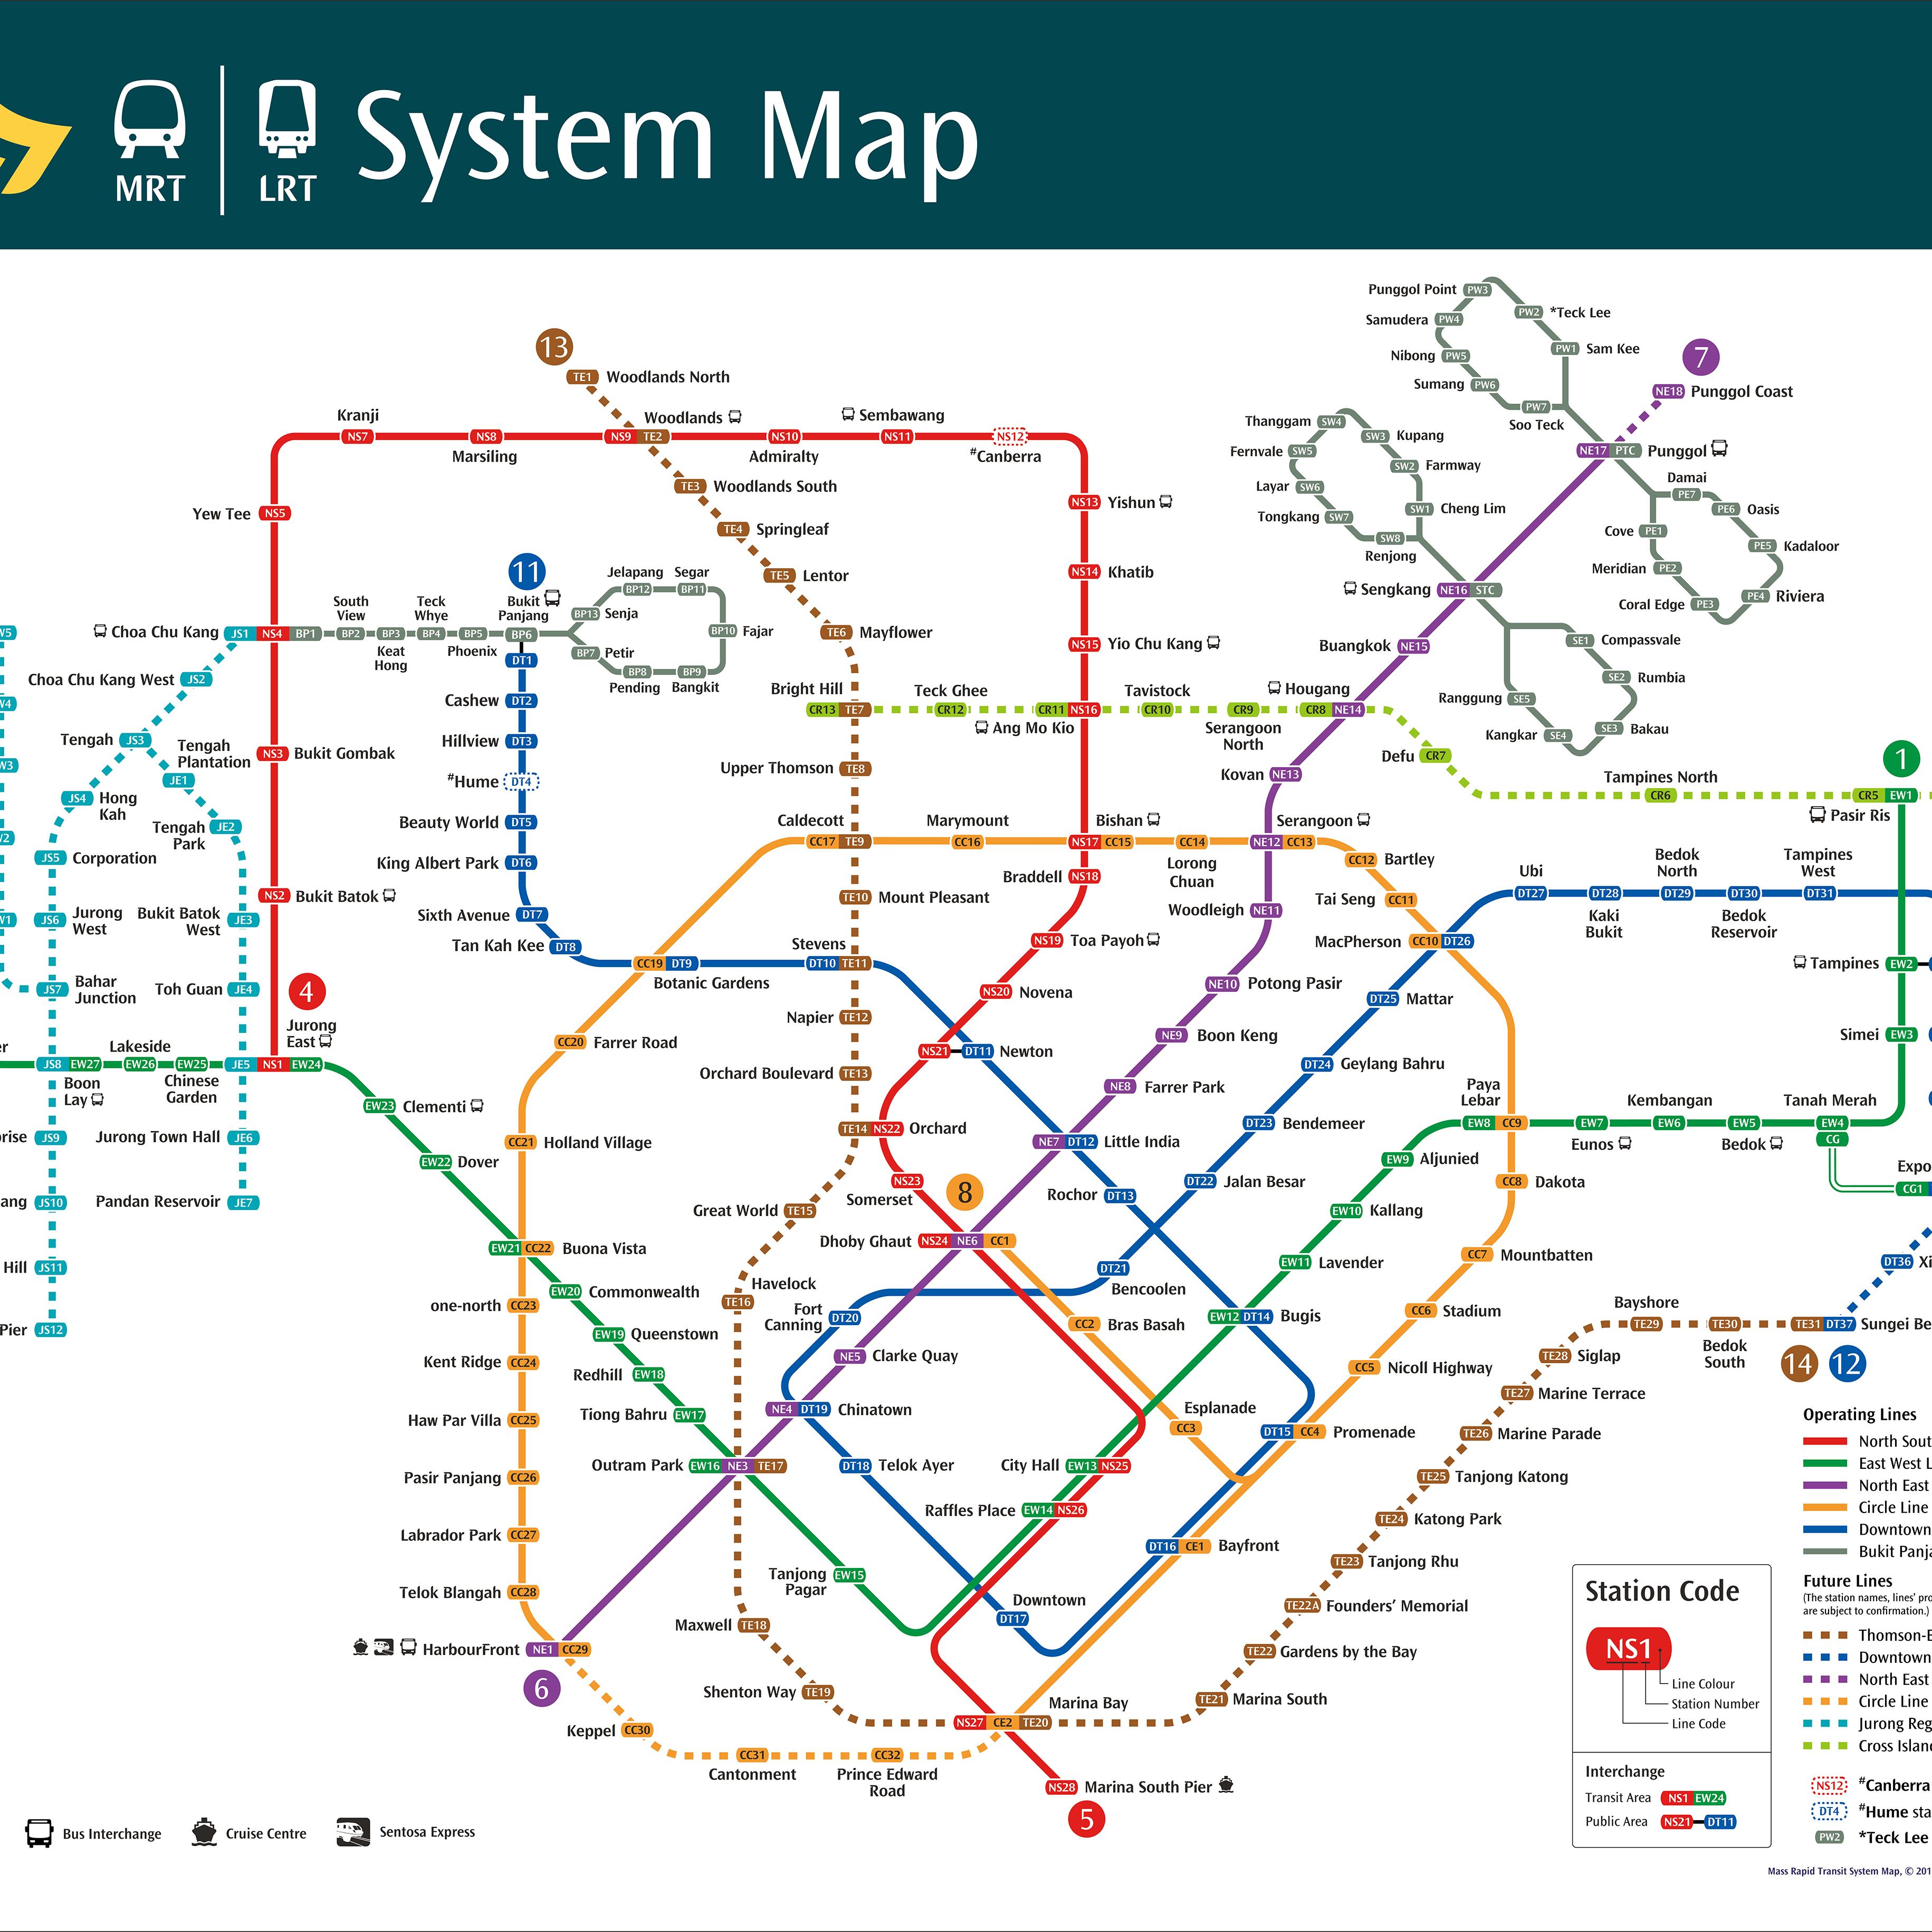 System Map
MRT
LRT
Punggol Point PW3
PW2 *Teck Lee
Samudera PW4
PW1 Sam Kee
Nibong PW5
7
13
TE1 Woodlands North
Sumang PW6
NE18 Punggol Coast
PW7
Soo Teck
Kranji
Woodlands
Sembawang
Thanggam SW4
SW3 Kupang
NS7
NS8
NS9 TE2
NS10
NS11
NS12
Marsiling
Admiralty
#Canberra
Fernvale SW5
SW2 Farmway
NE17 PTC Punggol
Damai
PE7
Layar SW6
TE3 Woodlands South
NS13 Yishun
SW1 Cheng Lim
PE6 Oasis
Yew Tee NS5
Tongkang SW7
TE4 Springleaf
Cove PE1
SW8
Renjong
PE5 Kadaloor
11
TE5 Lentor
NS14 Khatib
Meridian PE2
Jelapang
Segar
BP12
BP11
Sengkang NE16 STC
Coral Edge PE3
PE4 Riviera
South
View
Teck
Whye
Bukit
Panjang
BP13 Senja
Choa Chu Kang JS1 NS4 BP1
BP2
BP3
BP4
BP5
BP6
BP10 Fajar
TE6 Mayflower
NS15 Yio Chu Kang
Buangkok NE15
SE1 Compassvale
Keat
Hong
Phoenix
DT1
BP7 Petir
BP8
BP9
Pending
Bangkit
Choa Chu Kang West JS2
SE2 Rumbia
Cashew DT2
Bright Hill
Teck Ghee
Tavistock
Hougang
Ranggung SE5
CR13 TE7
CR12
CR11 NS16
CR10
CR9
CR8 NE14
Ang Mo Kio
Serangoon
North
SE3 Bakau
Kangkar SE4
Tengah JS3
Tengah
Plantation
JE1
NS3 Bukit Gombak
Hillview DT3
Defu CR7
1
Upper Thomson TE8
Kovan NE13
Tampines North
#Hume DT4
CR6
CR5 EW1
Pasir Ris
JS4 Hong
Kah
Tengah
Park
JE2
Beauty World DT5
Caldecott
Marymount
Bishan
Serangoon
CC17 TE9
CC16
NS17 CC15
CC14
NE12 CC13
Lorong
Chuan
CC12 Bartley
JS5 Corporation
King Albert Park DT6
Braddell NS18
Ubi
Bedok
North
Tampines
West
NS2 Bukit Batok
TE10 Mount Pleasant
Tai Seng CC11
DT27
DT28
DT29
DT30
DT31
Kaki
Bukit
Bedok
Reservoir
JS6 Jurong
West
Bukit Batok
West
JE3
Sixth Avenue DT7
Woodleigh NE11
Tan Kah Kee DT8
Stevens
NS19 Toa Payoh
MacPherson CC10 DT26
CC19 DT9
DT10 TE11
Botanic Gardens
Tampines EW2
JS7 Bahar
Junction
Toh Guan JE4
4
NS20 Novena
NE10 Potong Pasir
DT25 Mattar
Jurong
East
Napier TE12
CC20 Farrer Road
NE9 Boon Keng
Simei EW3
Lakeside
NS21 DT11 Newton
DT24 Geylang Bahru
JS8 EW27
EW26
EW25
JE5 NS1 EW24
Boon
Lay
Chinese
Garden
Orchard Boulevard TE13
NE8 Farrer Park
Paya
Lebar
Kembangan
Tanah Merah
EW23 Clementi
DT23 Bendemeer
EW8 CC9
EW7
EW6
EW5
EW4
Eunos
Bedok
CG
JS9
Jurong Town Hall JE6
CC21 Holland Village
TE14 NS22 Orchard
NE7 DT12 Little India
EW22 Dover
EW9 Aljunied
NS23
Somerset
8
Rochor DT13
DT22 Jalan Besar
CC8 Dakota
CG1
JS10
Pandan Reservoir JE7
Great World TE15
EW10 Kallang
Dhoby Ghaut NS24 NE6 CC1
EW21 CC22 Buona Vista
CC7 Mountbatten
Hill JS11
EW11 Lavender
DT36
DT21
Bencoolen
EW20 Commonwealth
Havelock
TE16
one-north CC23
Fort
Canning
DT20
CC2 Bras Basah
EW12 DT14 Bugis
CC6 Stadium
Bayshore
TE29
TE30
TE31 DT37
Bedok
South
Pier JS12
EW19 Queenstown
NE5 Clarke Quay
TE28 Siglap
14
12
Kent Ridge CC24
Redhill EW18
CC5 Nicoll Highway
TE27 Marine Terrace
Haw Par Villa CC25
Tiong Bahru EW17
NE4 DT19 Chinatown
Esplanade
CC3
DT15 CC4 Promenade
TE26 Marine Parade
Outram Park EW16 NE3 TE17
DT18 Telok Ayer
City Hall EW13 NS25
TE25 Tanjong Katong
Pasir Panjang CC26
Raffles Place EW14 NS26
TE24 Katong Park
Labrador Park CC27
DT16 CE1 Bayfront
TE23 Tanjong Rhu
Tanjong
Pagar
EW15
Telok Blangah CC28
Downtown
DT17
TE22A Founders' Memorial
Maxwell TE18
HarbourFront NE1 CC29
TE22 Gardens by the Bay
6
Shenton Way TE19
Marina Bay
TE21 Marina South
NS27 CE2 TE20
Keppel CC30
CC31
CC32
Cantonment
Prince Edward
Road
NS28 Marina South Pier
5
Bus Interchange
Cruise Centre
Sentosa Express
Station Code
NS1
Line Colour
Station Number
Line Code
Interchange
Transit Area NS1 EW24
Public Area NS21 DT11
Operating Lines
North Sout
East West L
North East
Circle Line
Downtown
Bukit Panja
Future Lines
(The station names, lines' pro
are subject to confirmation.)
Thomson-E
Downtown
North East
Circle Line
Jurong Reg
Cross Islan
NS12 #Canberra
DT4 #Hume sta
PW2 *Teck Lee
Mass Rapid Transit System Map, © 201